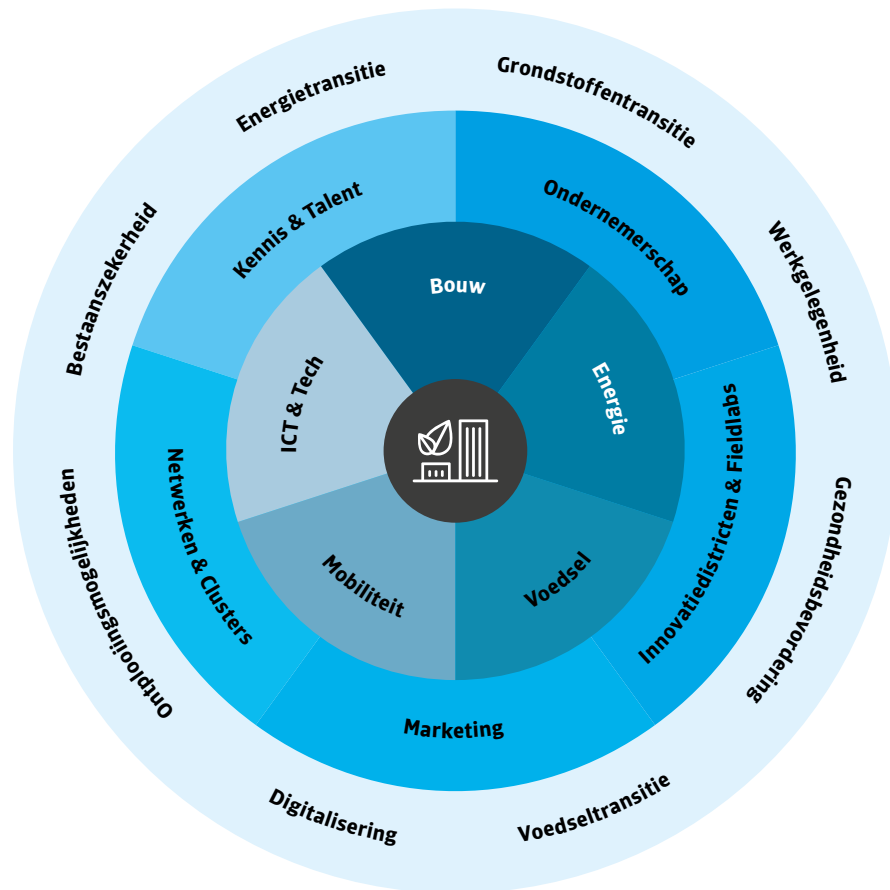 Energietransitie
Grondstoffentransitie
Werkgelegenheid
Gezondheidsbevordering
Voedseltransitie
Digitalisering
Ontplooiingsmogelijkheden
Bestaanszekerheid
Kennis & Talent
Ondernemerschap
Innovatiedistricten & Fieldlabs
Marketing
Netwerken & Clusters
Bouw
Energie
Voedsel
Mobiliteit
ICT & Tech